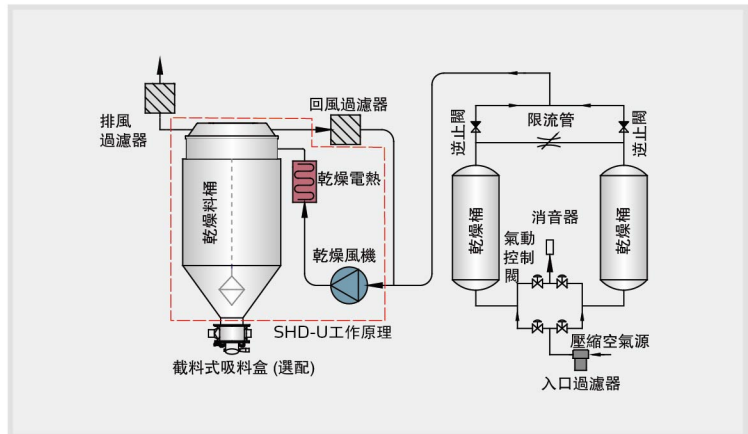 排風
過濾器
回風過濾器
乾燥電熱
乾燥料桶
乾燥風機
SHD-U工作原理
截料式吸料盒 (選配)
逆止閥
限流管
逆止閥
乾燥桶
消音器
氣動
控制
閥
乾燥桶
壓縮空氣源
入口過濾器